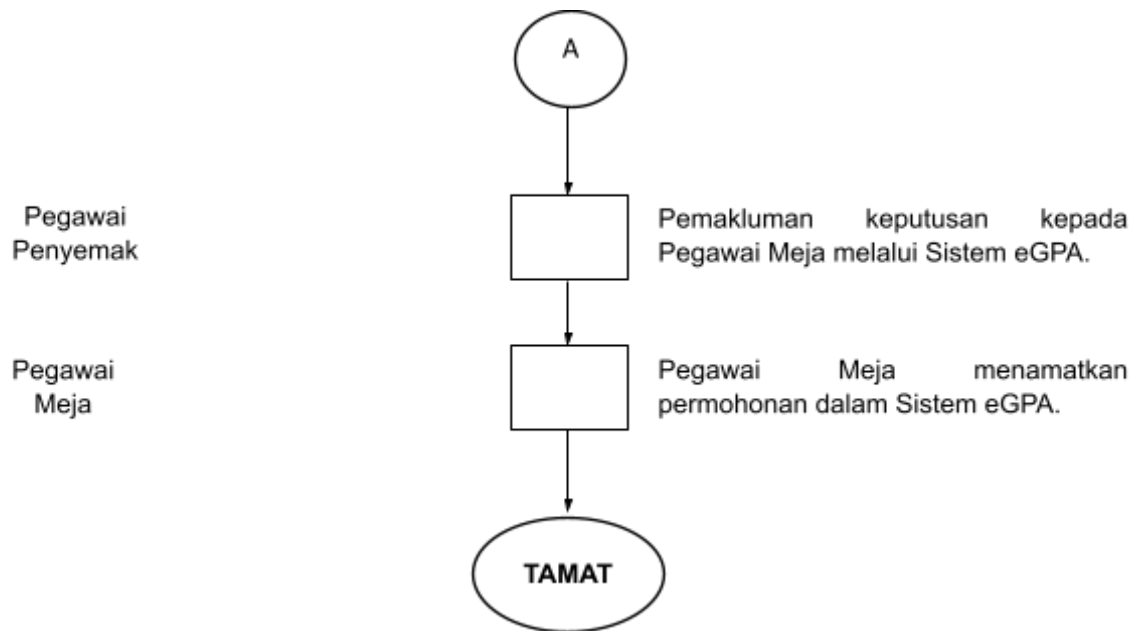 A
Pegawai
Penyemak
Pemakluman keputusan kepada
Pegawai Meja melalui Sistem eGPA.
Pegawai
Meja
Pegawai Meja menamatkan
permohonan dalam Sistem eGPA.
TAMAT